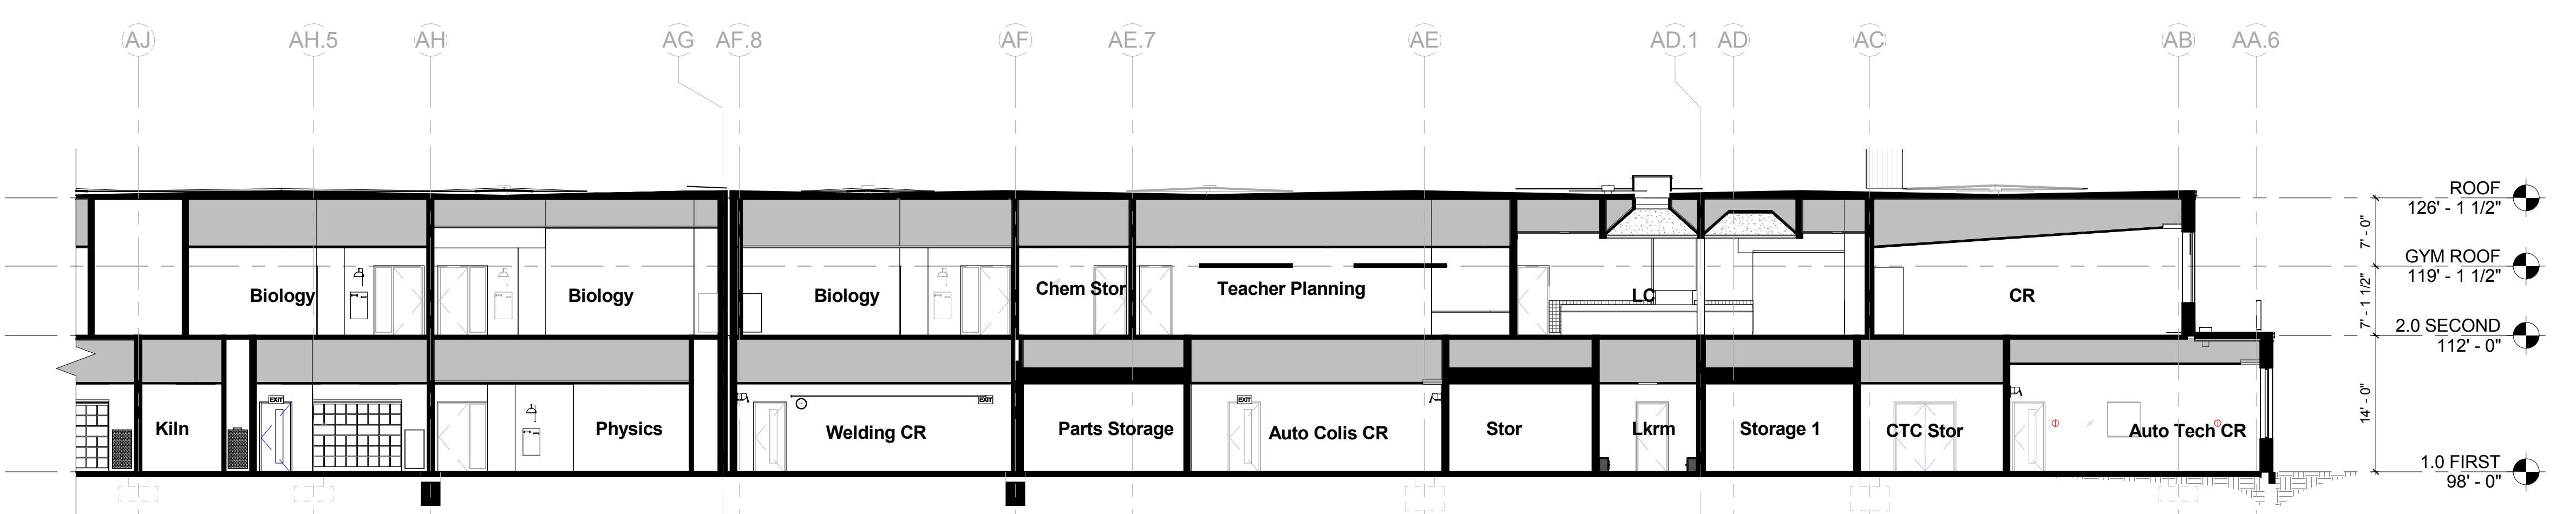 AJ
AH.5
AH
AG
AF.8
AF
AE.7
AE
AD.1
AD
AC
AB
AA.6
ROOF
126' - 1 1/2"
7' - 0"
GYM ROOF
119' - 1 1/2"
7' - 1 1/2"
2.0 SECOND
112' - 0"
14' - 0"
1.0 FIRST
98' - 0"
Biology
Biology
Biology
Chem Stor
Teacher Planning
LC
CR
EXIT
EXIT
EXIT
Kiln
Physics
Welding CR
Parts Storage
Auto Colis CR
Stor
Lkrm
Storage 1
CTC Stor
Auto Tech CR